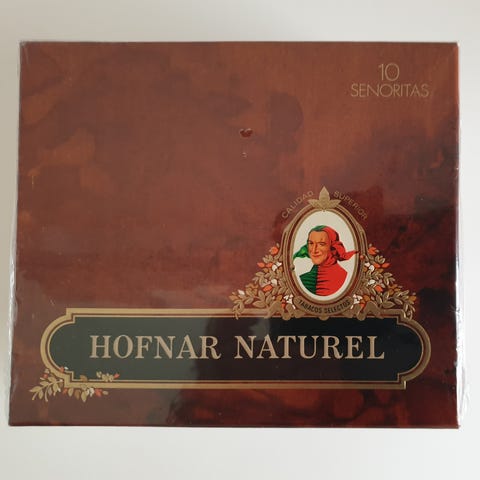 10
SENORITAS
CALIDAD SUPERIOR
TABACOS SELECTOS
HOFNAR NATUREL